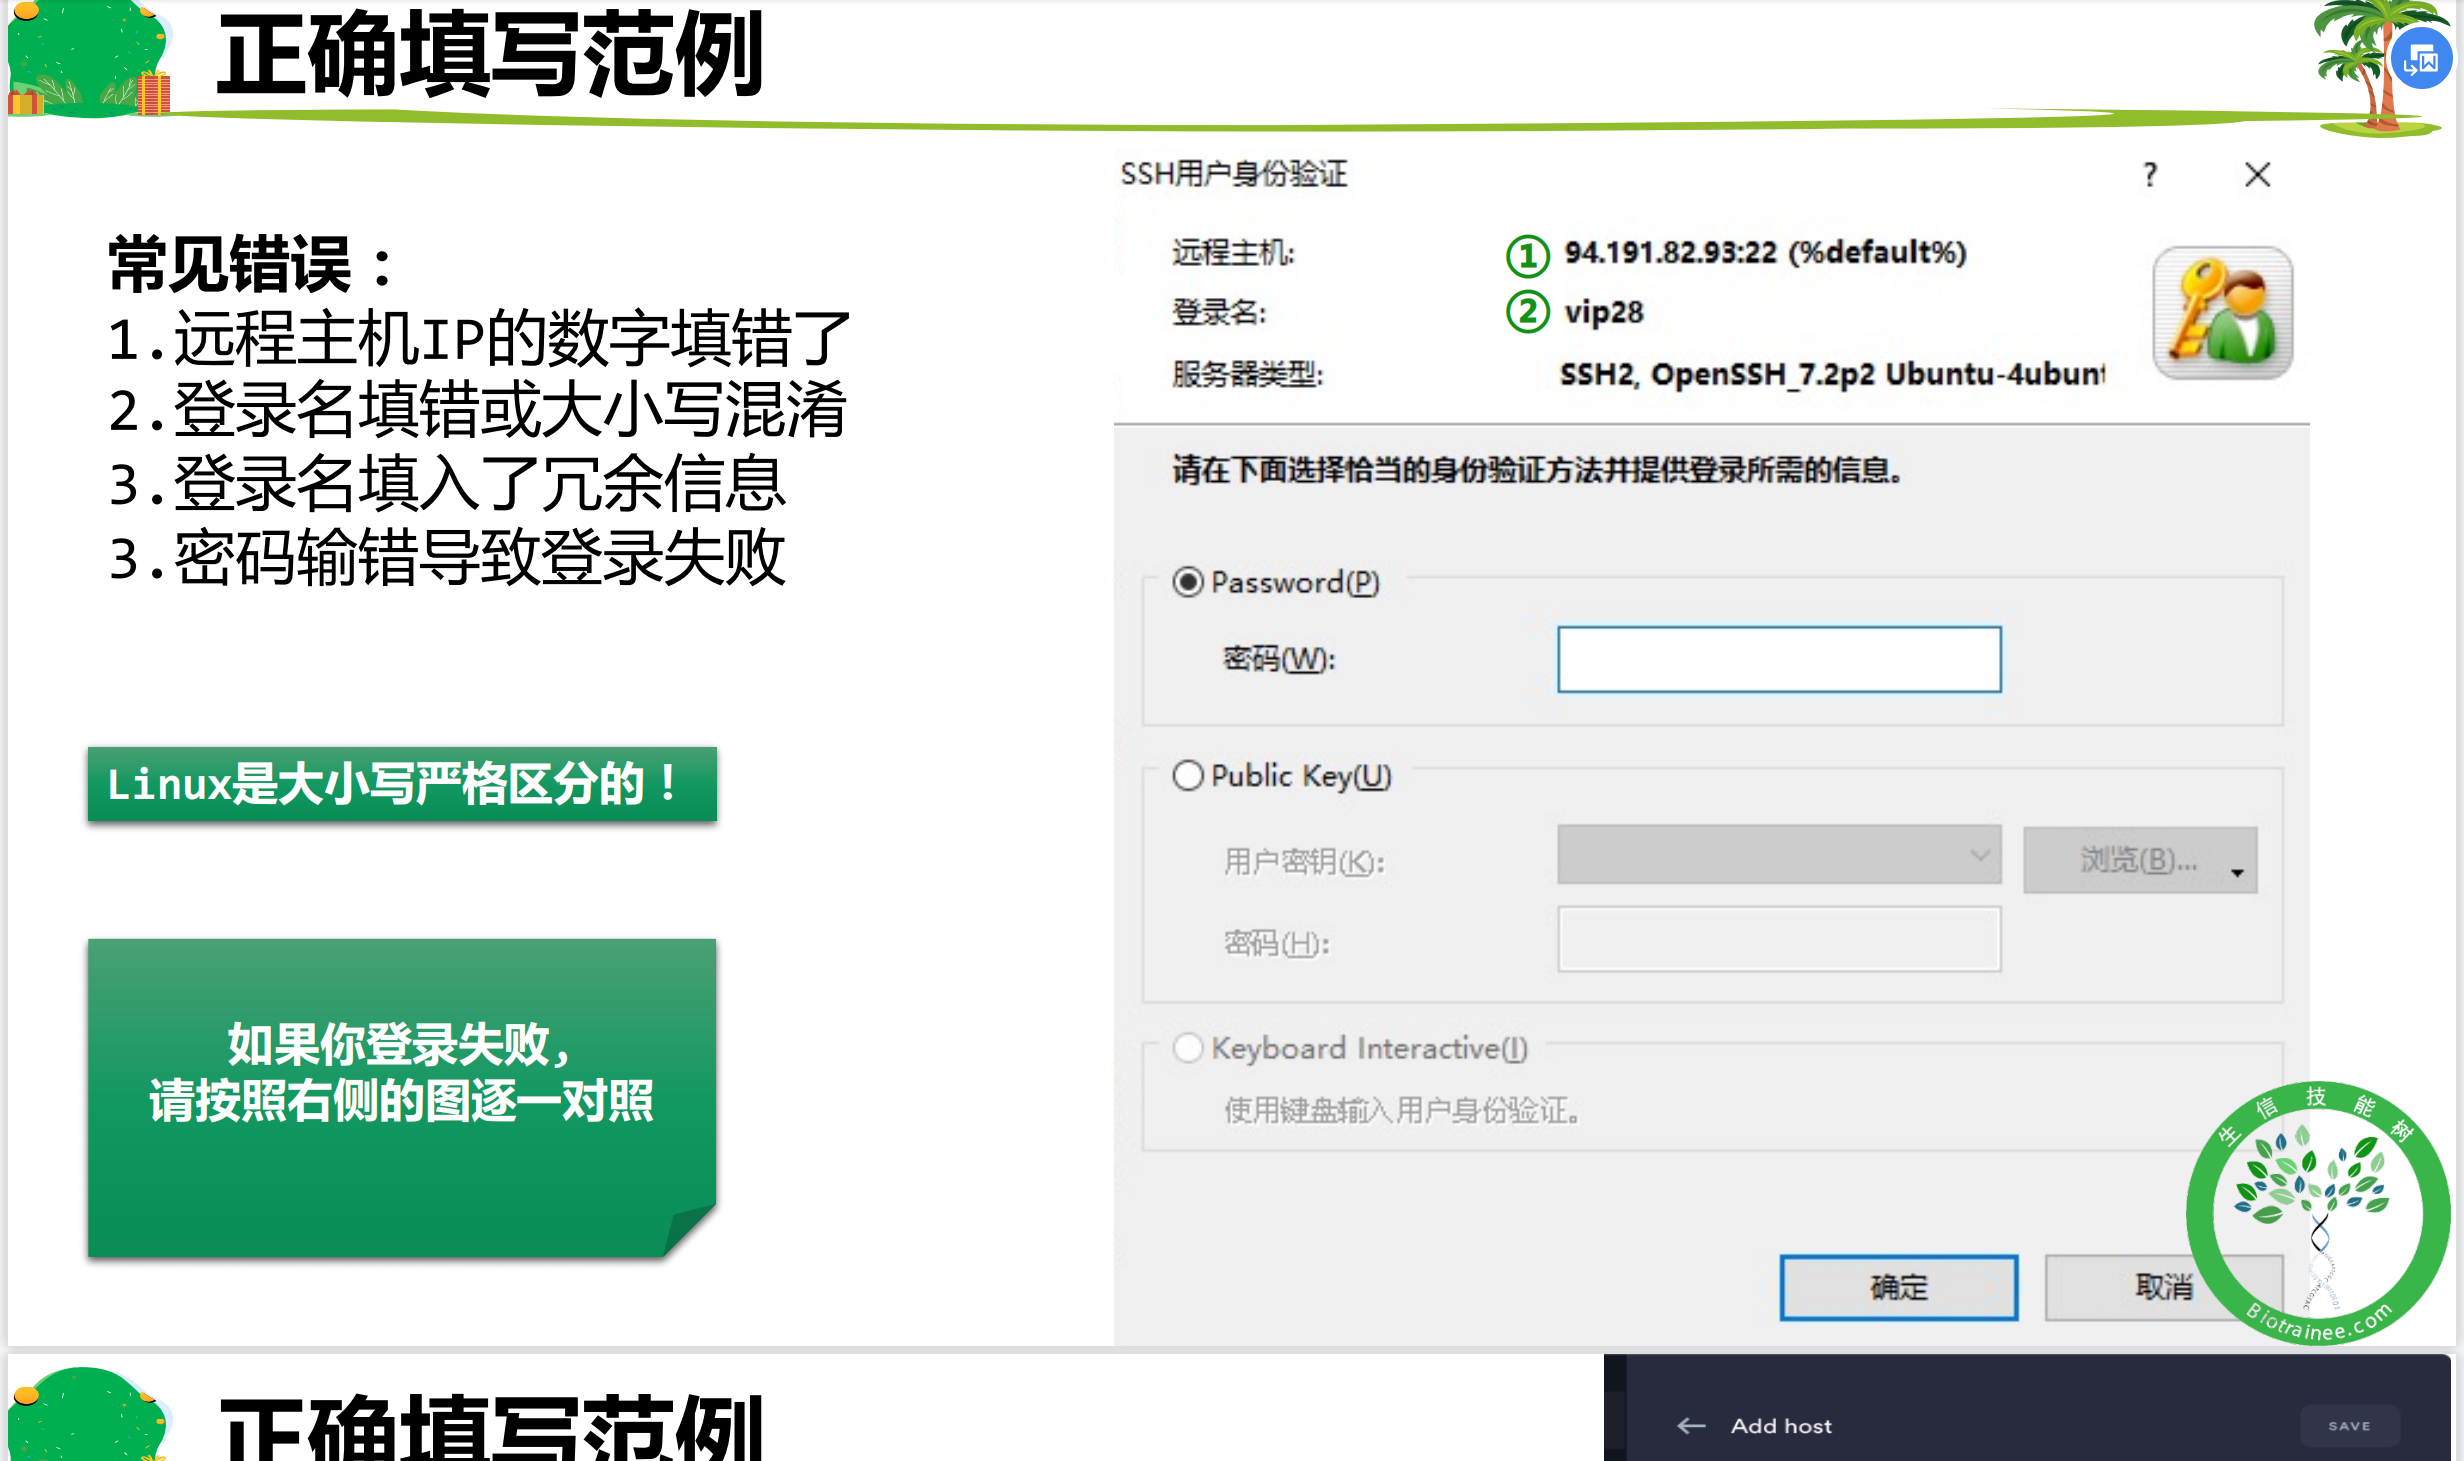 正确填写范例
常见错误：
1.远程主机IP的数字填错了
2.登录名填错或大小写混淆
3.登录名填入了冗余信息
3.密码输错导致登录失败
Linux是大小写严格区分的！
如果你登录失败，
请按照右侧的图逐一对照
SSH用户身份验证
?
远程主机:
① 94.191.82.93:22 (%default%)
登录名:
② vip28
服务器类型:
SSH2, OpenSSH_7.2p2 Ubuntu-4ubunt
请在下面选择恰当的身份验证方法并提供登录所需的信息。
Password(P)
密码(W):
Public Key(U)
用户密钥(K):
浏览(B)...
密码(H):
Keyboard Interactive(I)
使用键盘输入用户身份验证。
确定
取消
生信技能树
Biotrainee.com
正确填写范例
Add host
SAVE